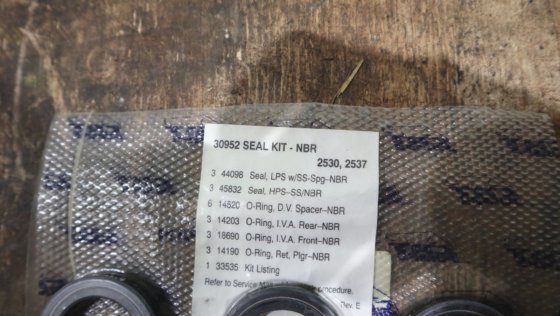 30952 SEAL KIT - NBR
2530, 2537
3 44098 Seal, LPS w/SS-Spg-NBR
3 45832 Seal, HPS-SS/NBR
6 14520 O-Ring, D.V. Spacer-NBR
3 14203 O-Ring, I.V.A. Rear-NBR
3 18690 O-Ring, I.V.A. Front-NBR
3 14190 O-Ring, Ret, Plgr-NBR
1 33535 Kit Listing
Refer to Service procedure.
Rev. E